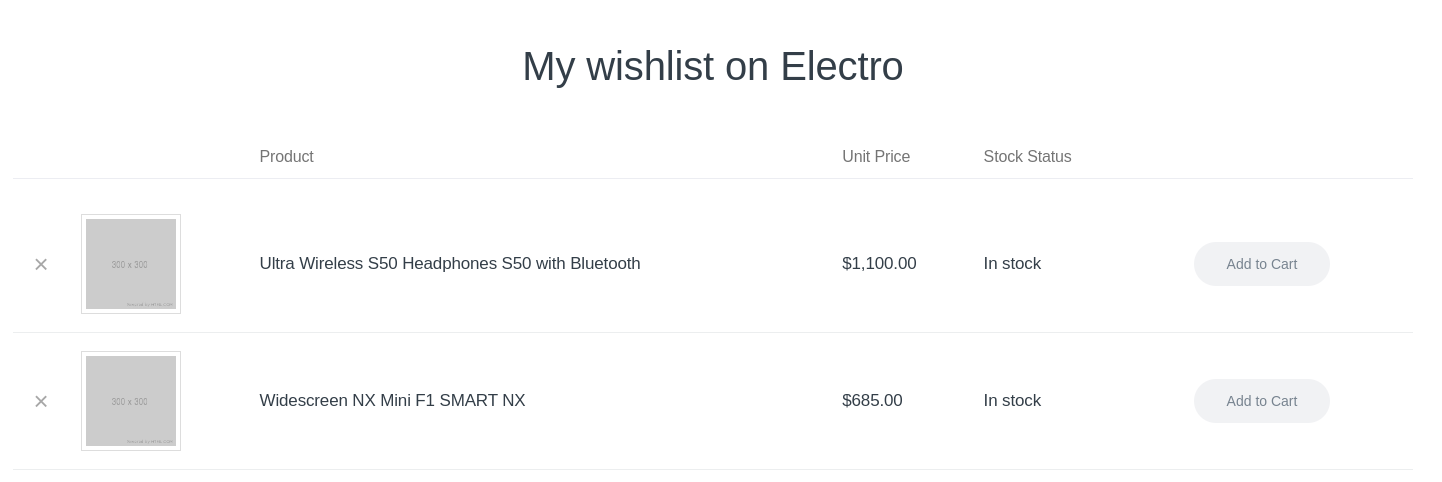 My wishlist on Electro
Product Unit Price Stock Status
300 x 300
Ultra Wireless S50 Headphones S50 with Bluetooth $1,100.00 In stock Add to Cart
300 x 300
Widescreen NX Mini F1 SMART NX $685.00 In stock Add to Cart